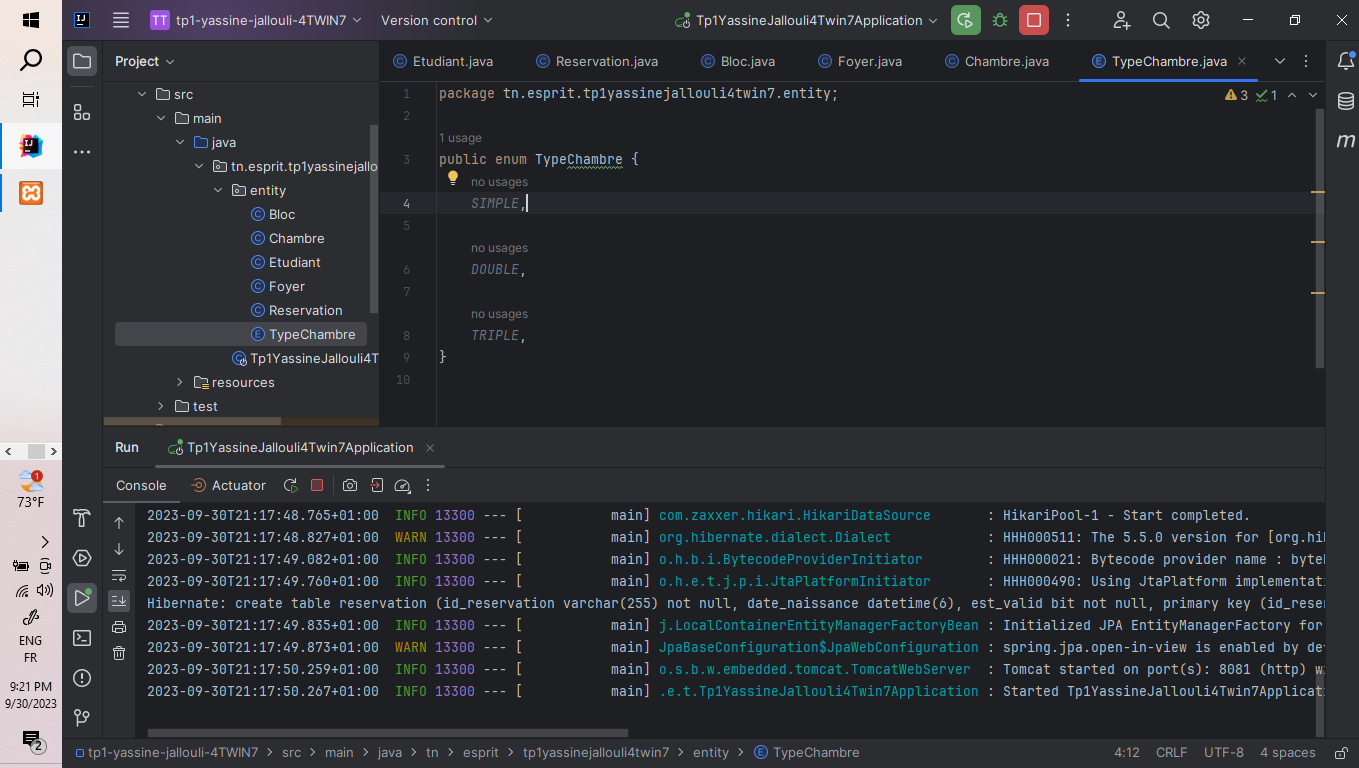 TT tp1-yassine-jallouli-4TWIN7 Version control Tp1YassineJallouli4Twin7Application
Project
Etudiant.java Reservation.java Bloc.java Foyer.java Chambre.java TypeChambre.java
src
main
java
tn.esprit.tp1yassinejallo
entity
Bloc
Chambre
Etudiant
Foyer
Reservation
TypeChambre
Tp1YassineJallouli4T
resources
test
1 package tn.esprit.tp1yassinejallouli4twin7.entity;
3 1
2
1 usage
3 public enum TypeChambre {
no usages
4 SIMPLE,
5
no usages
6 DOUBLE,
7
no usages
8 TRIPLE,
9 }
10
Run Tp1YassineJallouli4Twin7Application
Console Actuator
2023-09-30T21:17:48.765+01:00 INFO 13300 --- [ main] com.zaxxer.hikari.HikariDataSource : HikariPool-1 - Start completed.
2023-09-30T21:17:48.827+01:00 WARN 13300 --- [ main] org.hibernate.dialect.Dialect : HHH000511: The 5.5.0 version for [org.hi
2023-09-30T21:17:49.082+01:00 INFO 13300 --- [ main] o.h.b.i.BytecodeProviderInitiator : HHH000021: Bytecode provider name : byte
2023-09-30T21:17:49.760+01:00 INFO 13300 --- [ main] o.h.e.t.j.p.i.JtaPlatformInitiator : HHH000490: Using JtaPlatform implementati
Hibernate: create table reservation (id_reservation varchar(255) not null, date_naissance datetime(6), est_valid bit not null, primary key (id_rese
2023-09-30T21:17:49.835+01:00 INFO 13300 --- [ main] j.LocalContainerEntityManagerFactoryBean : Initialized JPA EntityManagerFactory for
2023-09-30T21:17:49.873+01:00 WARN 13300 --- [ main] JpaBaseConfiguration$JpaWebConfiguration : spring.jpa.open-in-view is enabled by de
2023-09-30T21:17:50.259+01:00 INFO 13300 --- [ main] o.s.b.w.embedded.tomcat.TomcatWebServer : Tomcat started on port(s): 8081 (http) w
2023-09-30T21:17:50.267+01:00 INFO 13300 --- [ main] .e.t.Tp1YassineJallouli4Twin7Application : Started Tp1YassineJallouli4Twin7Applicat
tp1-yassine-jallouli-4TWIN7 > src > main > java > tn > esprit > tp1yassinejallouli4twin7 > entity > TypeChambre
4:12 CRLF UTF-8 4 spaces
1
73°F
ENG
FR
9:21 PM
9/30/2023
2